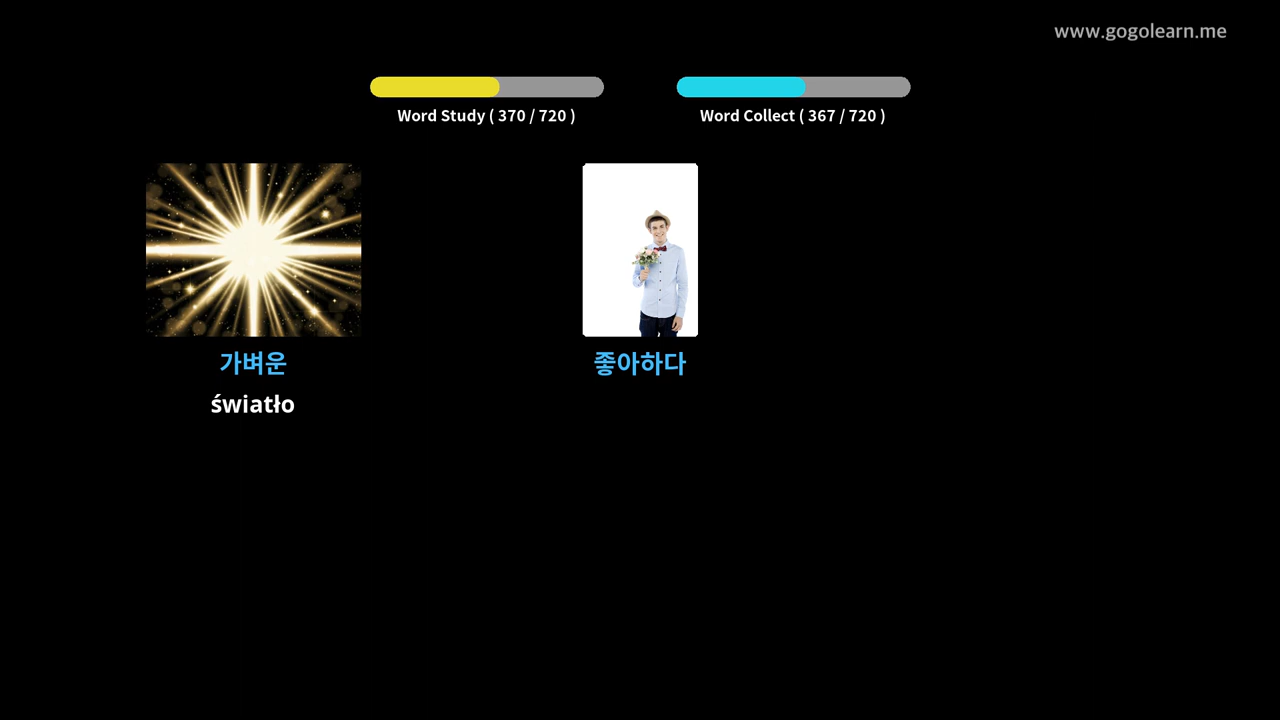 www.gogolearn.me
Word Study ( 370 / 720 )
Word Collect ( 367 / 720 )
가벼운
światło
좋아하다